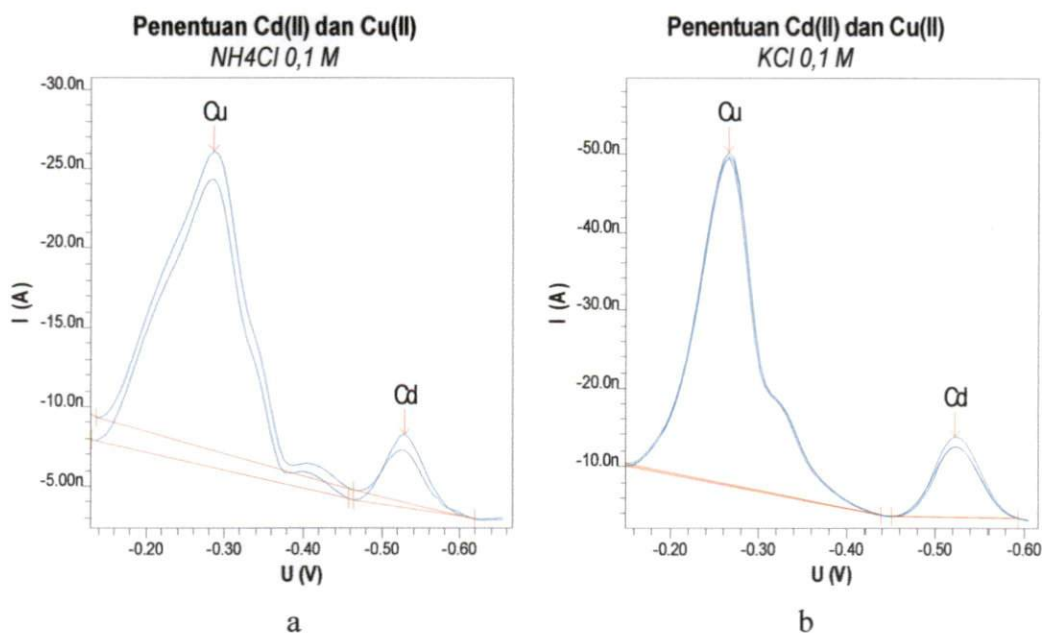 Penentuan Cd(II) dan Cu(II)
NH4Cl 0,1 M
-30.0n
-25.0n
-20.0n
-15.0n
-10.0n
-5.00n
I (A)
Cu
Cd
-0.20
-0.30
-0.40
-0.50
-0.60
U (V)
a
Penentuan Cd(II) dan Cu(II)
KCl 0,1 M
-50.0n
-40.0n
-30.0n
-20.0n
-10.0n
I (A)
Cu
Cd
-0.20
-0.30
-0.40
-0.50
-0.60
U (V)
b